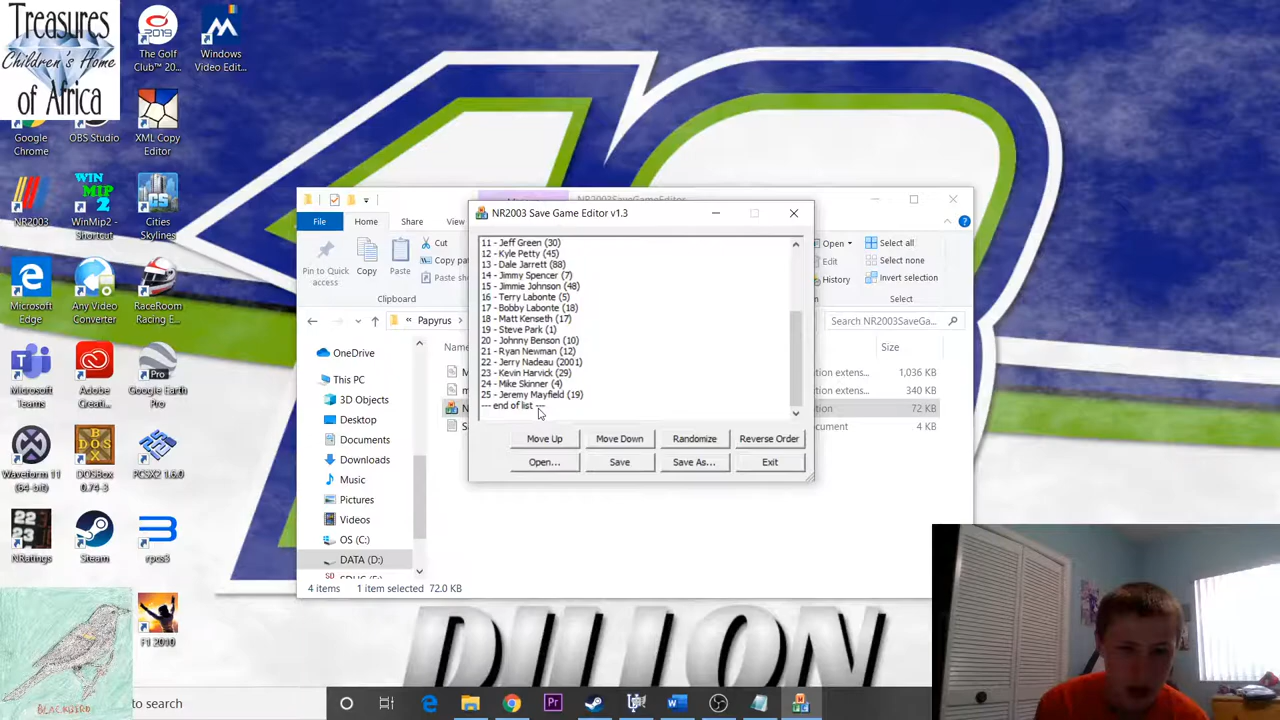 Treasures
Children's Home
of Africa
The Golf
Club™ 20...
Windows
Video Edit...
Google
Chrome
OBS Studio
XML Copy
Editor
NR2003
WIN
MIP
2
WinMip2 -
Shortcut
Cities
Skylines
Microsoft
Edge
Any Video
Converter
RaceRoom
Racing E...
Microsoft
Teams
Adobe
Creati...
Google Earth
Pro
Waveform 11
(64-bit)
DOSBox
0.74-3
PCSX2 1.6.0
NRatings
Steam
rpcs3
F1 2010
BLACKBIRD
File
Home
Share
View
Pin to Quick
access
Copy
Paste
Cut
Copy pa
Paste sh
Clipboard
Open
Edit
History
Select all
Select none
Invert selection
Select
Papyrus
Search NR2003SaveGa...
OneDrive
This PC
3D Objects
Desktop
Documents
Downloads
Music
Pictures
Videos
OS (C:)
DATA (D:)
Size
1,036 KB
340 KB
72 KB
4 KB
4 items
1 item selected 72.0 KB
NR2003 Save Game Editor v1.3
11 - Jeff Green (30)
12 - Kyle Petty (45)
13 - Dale Jarrett (88)
14 - Jimmy Spencer (7)
15 - Jimmie Johnson (48)
16 - Terry Labonte (5)
17 - Bobby Labonte (18)
18 - Matt Kenseth (17)
19 - Steve Park (1)
20 - Johnny Benson (10)
21 - Ryan Newman (12)
22 - Jerry Nadeau (2001)
23 - Kevin Harvick (29)
24 - Mike Skinner (4)
25 - Jeremy Mayfield (19)
--- end of list ---
Move Up
Move Down
Randomize
Reverse Order
Open...
Save
Save As...
Exit
DILLON
to search